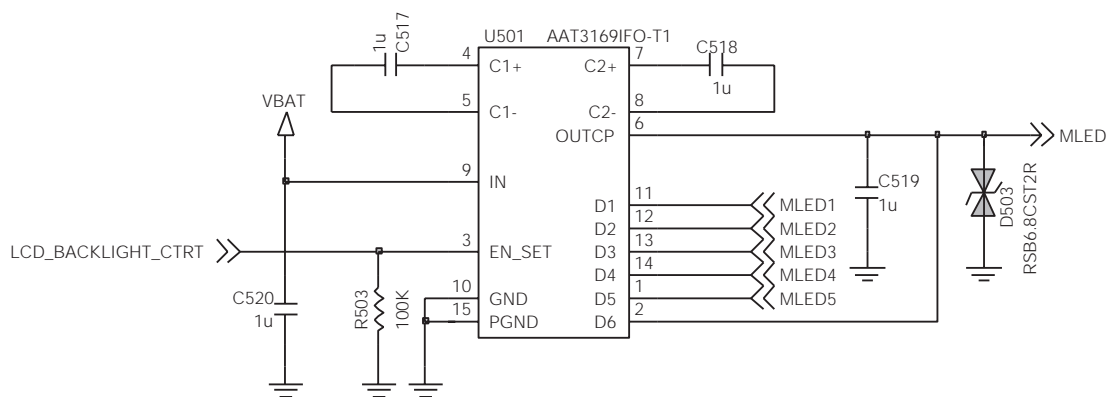 U501 AAT3169IFO-T1
1u C517
C518
1u
4 C1+ C2+ 7
5 C1- C2- 8
OUTCP 6
MLED
VBAT
9 IN
C519
1u
D503
RSB6.8CST2R
D1 11 MLED1
D2 12 MLED2
LCD_BACKLIGHT_CTRT 3 EN_SET D3 13 MLED3
D4 14 MLED4
10 GND D5 1 MLED5
15 PGND D6 2
C520
1u
R503
100K